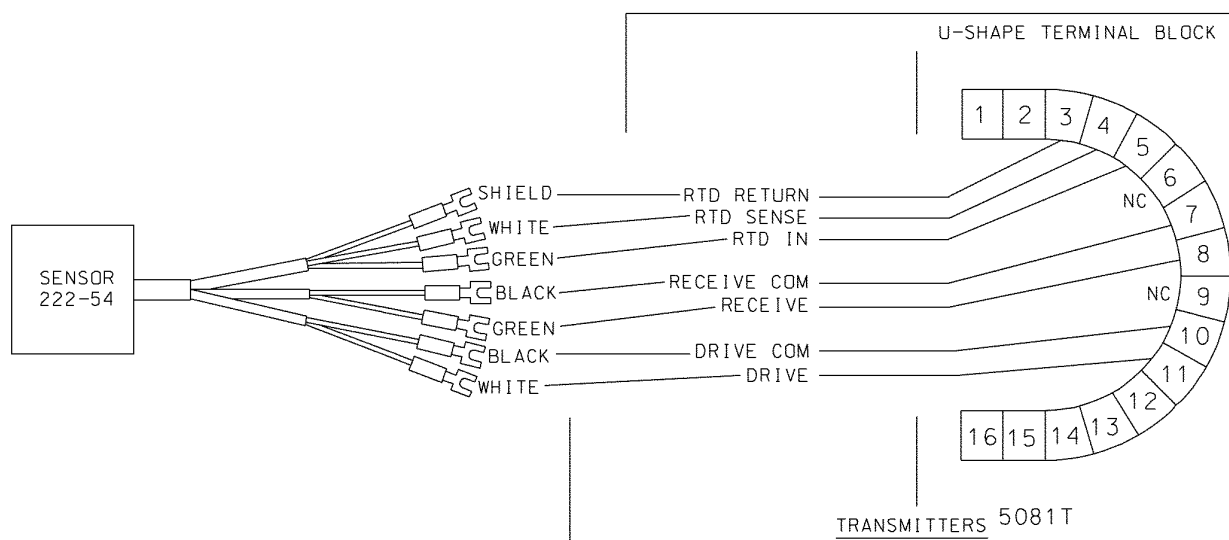 U-SHAPE TERMINAL BLOCK
1 2 3 4 5 6 7 8 9 10 11 12 13 14 15 16
NC
NC
SENSOR
222-54
SHIELD RTD RETURN
WHITE RTD SENSE
GREEN RTD IN
BLACK RECEIVE COM
GREEN RECEIVE
BLACK DRIVE COM
WHITE DRIVE
TRANSMITTERS 5081T